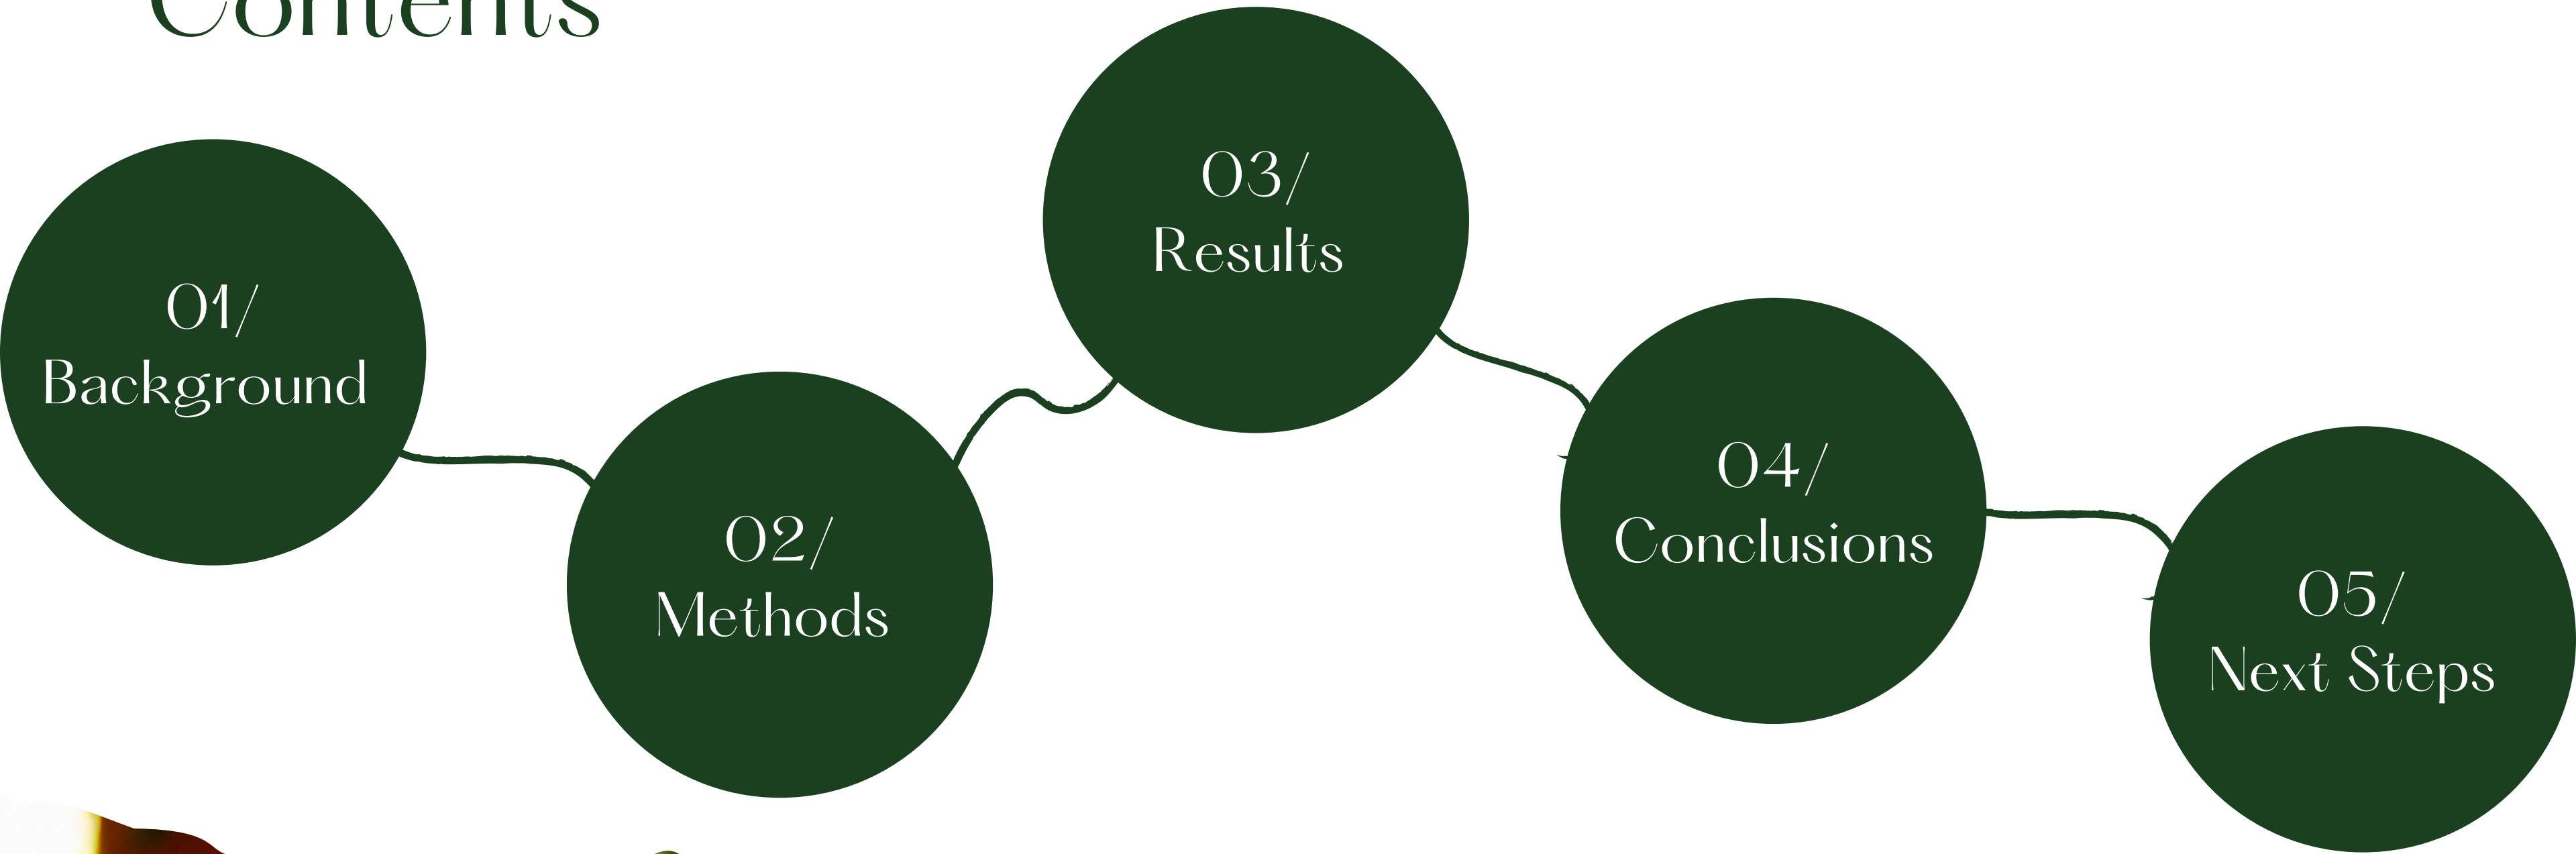 Contents
01/
Background
02/
Methods
03/
Results
04/
Conclusions
05/
Next Steps